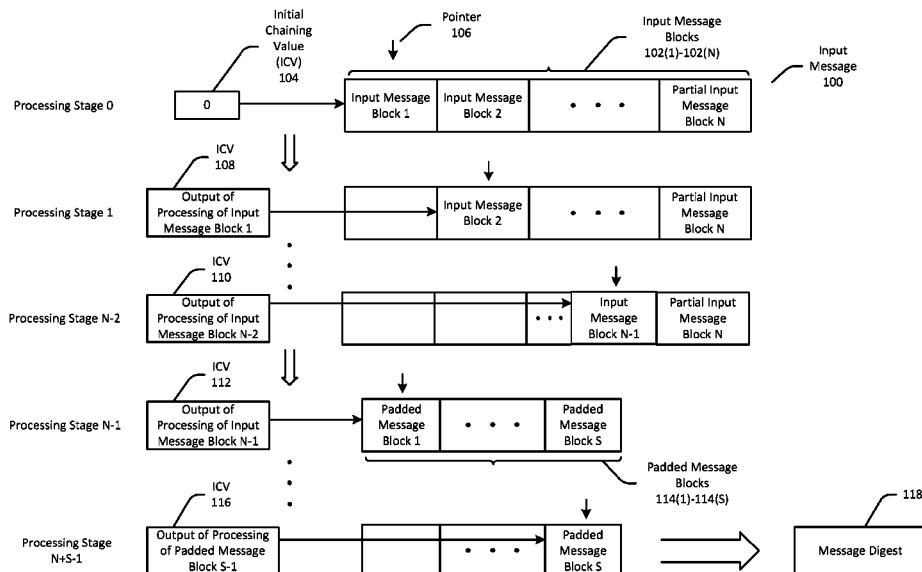 Initial
Chaining
Value
(ICV)
104
Pointer
106
Input Message
Blocks
102(1)-102(N)
Input
Message
100
Processing Stage 0
0
Input Message
Block 1
Input Message
Block 2
• • •
Partial Input
Message
Block N
ICV
108
Processing Stage 1
Output of
Processing of Input
Message Block 1
Input Message
Block 2
• • •
Partial Input
Message
Block N
ICV
110
Processing Stage N-2
Output of
Processing of Input
Message Block N-2
•••
Input
Message
Block N-1
Partial Input
Message
Block N
ICV
112
Processing Stage N-1
Output of
Processing of Input
Message Block N-1
Padded
Message
Block 1
• • •
Padded
Message
Block S
Padded Message
Blocks
114(1)-114(S)
ICV
116
Processing Stage
N+S-1
Output of Processing
of Padded Message
Block S-1
• • •
Padded
Message
Block S
118
Message Digest